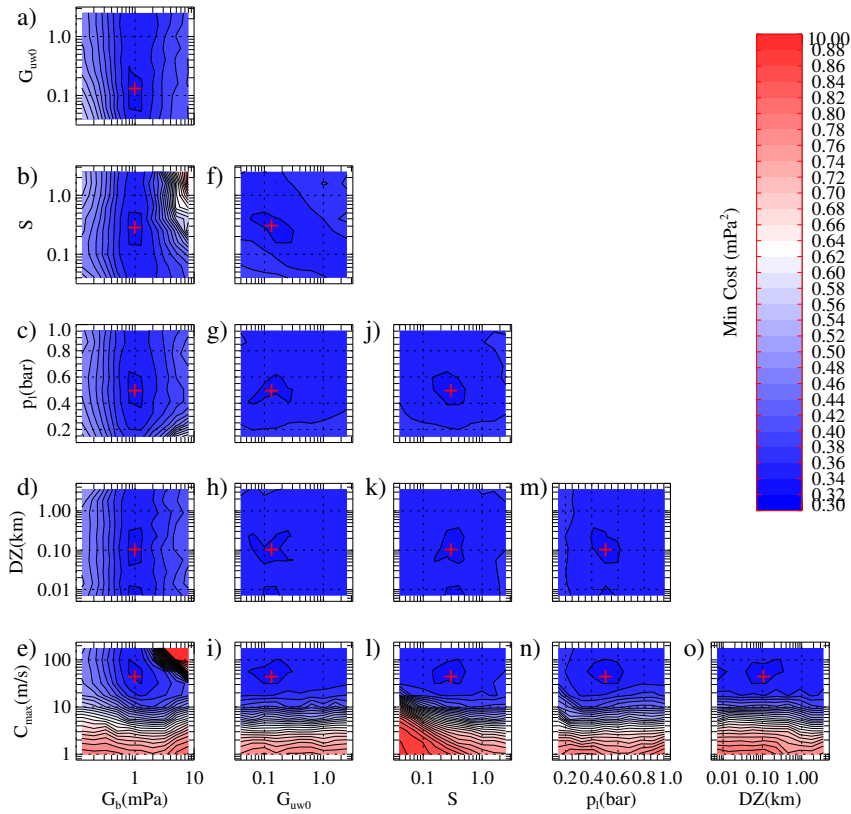 a)
G_uw0
1.0
0.1
b)
S
1.0
0.1
f)
c)
p_l(bar)
1.0
0.8
0.6
0.4
0.2
g)
j)
d)
DZ(km)
1.00
0.10
0.01
h)
k)
m)
e)
C_max(m/s)
100
10
1
i)
l)
n)
o)
1 10
G_b(mPa)
0.1 1.0
G_uw0
0.1 1.0
S
0.2 0.4 0.6 0.8 1.0
p_l(bar)
0.01 0.10 1.00
DZ(km)
Min Cost (mPa²)
10.00
0.88
0.86
0.84
0.82
0.80
0.78
0.76
0.74
0.72
0.70
0.68
0.66
0.64
0.62
0.60
0.58
0.56
0.54
0.52
0.50
0.48
0.46
0.44
0.42
0.40
0.38
0.36
0.34
0.32
0.30